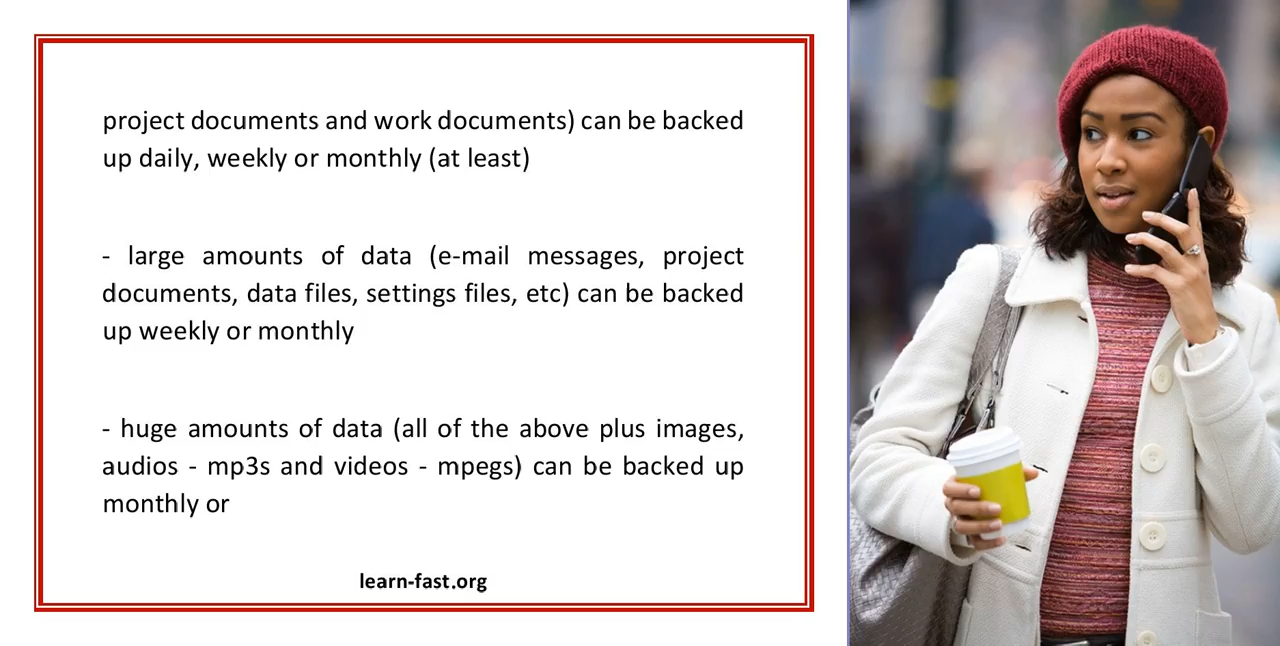 project documents and work documents) can be backed
up daily, weekly or monthly (at least)
- large amounts of data (e-mail messages, project
documents, data files, settings files, etc) can be backed
up weekly or monthly
- huge amounts of data (all of the above plus images,
audios - mp3s and videos - mpegs) can be backed up
monthly or
learn-fast.org